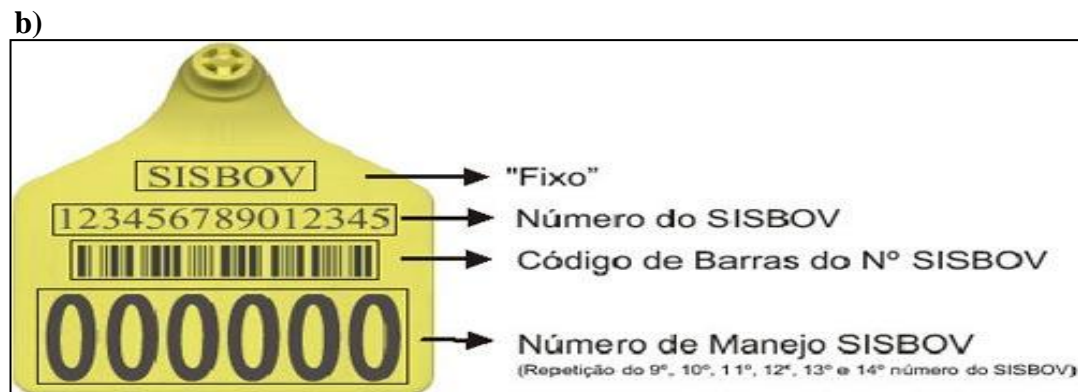 b)
SISBOV
"Fixo”
123456789012345
Número do SISBOV
Código de Barras do Nº SISBOV
000000
Número de Manejo SISBOV
(Repetição do 9º, 10º, 11º, 12º, 13º e 14º número do SISBOV)